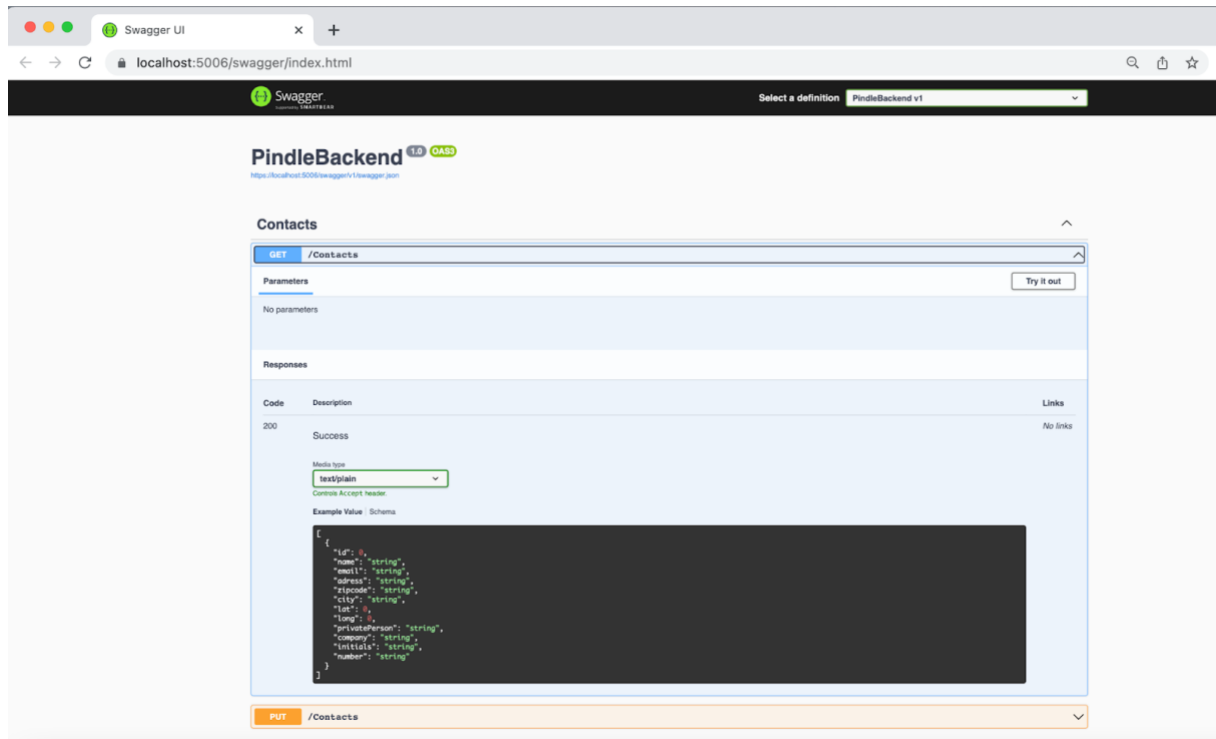 Swagger UI
localhost:5006/swagger/index.html
Swagger.
Supported by SMARTBEAR
Select a definition
PindleBackend v1
PindleBackend 1.0 OAS3
https://localhost:5006/swagger/v1/swagger.json
Contacts
GET /Contacts
Parameters
Try it out
No parameters
Responses
Code Description Links
200 Success No links
Media type
text/plain
Controls Accept header.
Example Value | Schema
[
{
"id": 0,
"name": "string",
"email": "string",
"adress": "string",
"zipcode": "string",
"city": "string",
"lat": 0,
"long": 0,
"privatePerson": "string",
"company": "string",
"initials": "string",
"number": "string"
}
]
PUT /Contacts